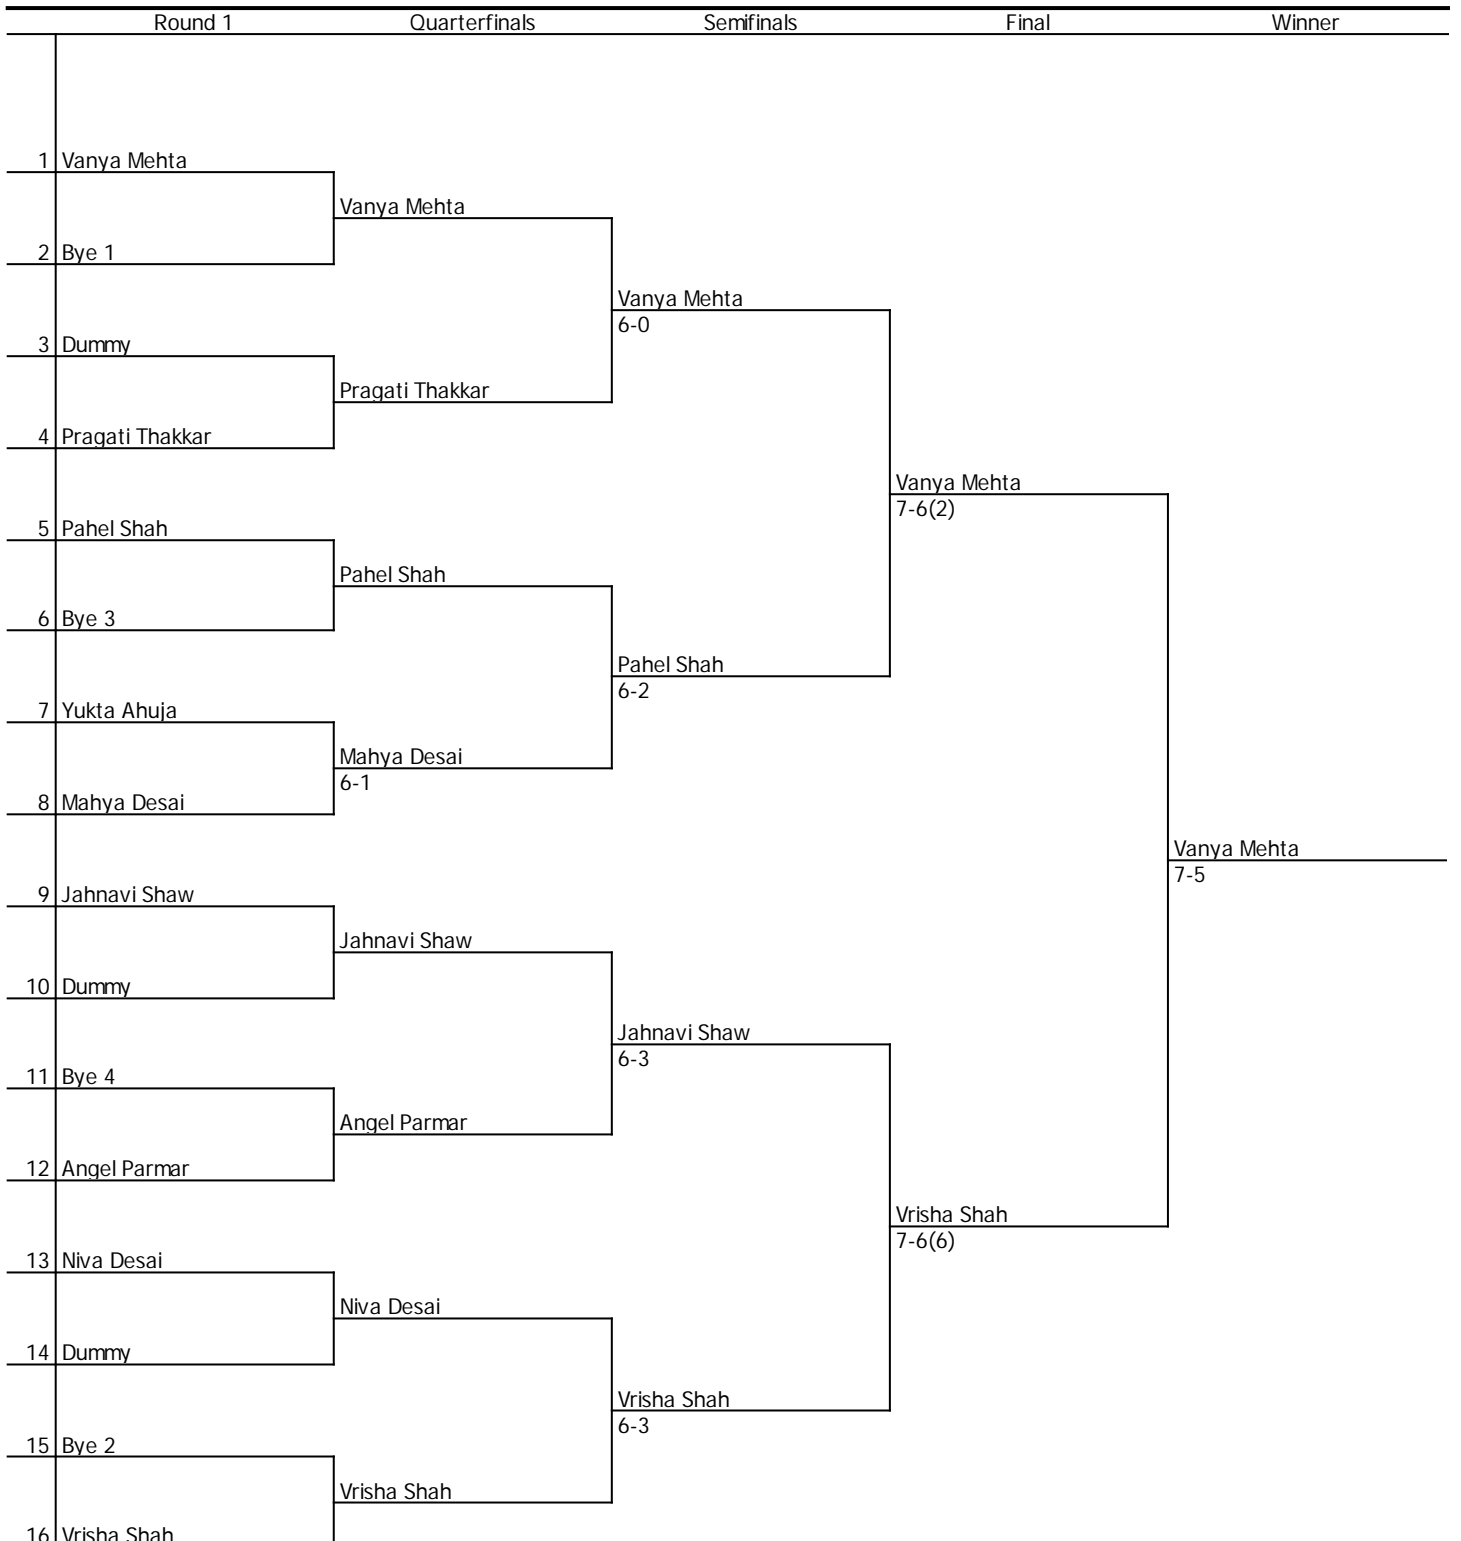 Round 1 Quarterfinals Semifinals Final Winner
1 Vanya Mehta
Vanya Mehta
2 Bye 1
Vanya Mehta
6-0
3 Dummy
Pragati Thakkar
4 Pragati Thakkar
Vanya Mehta
7-6(2)
5 Pahel Shah
Pahel Shah
6 Bye 3
Pahel Shah
6-2
7 Yukta Ahuja
Mahya Desai
6-1
8 Mahya Desai
Vanya Mehta
7-5
9 Jahnavi Shaw
Jahnavi Shaw
10 Dummy
Jahnavi Shaw
6-3
11 Bye 4
Angel Parmar
12 Angel Parmar
Vrisha Shah
7-6(6)
13 Niva Desai
Niva Desai
14 Dummy
Vrisha Shah
6-3
15 Bye 2
Vrisha Shah
16 Vrisha Shah